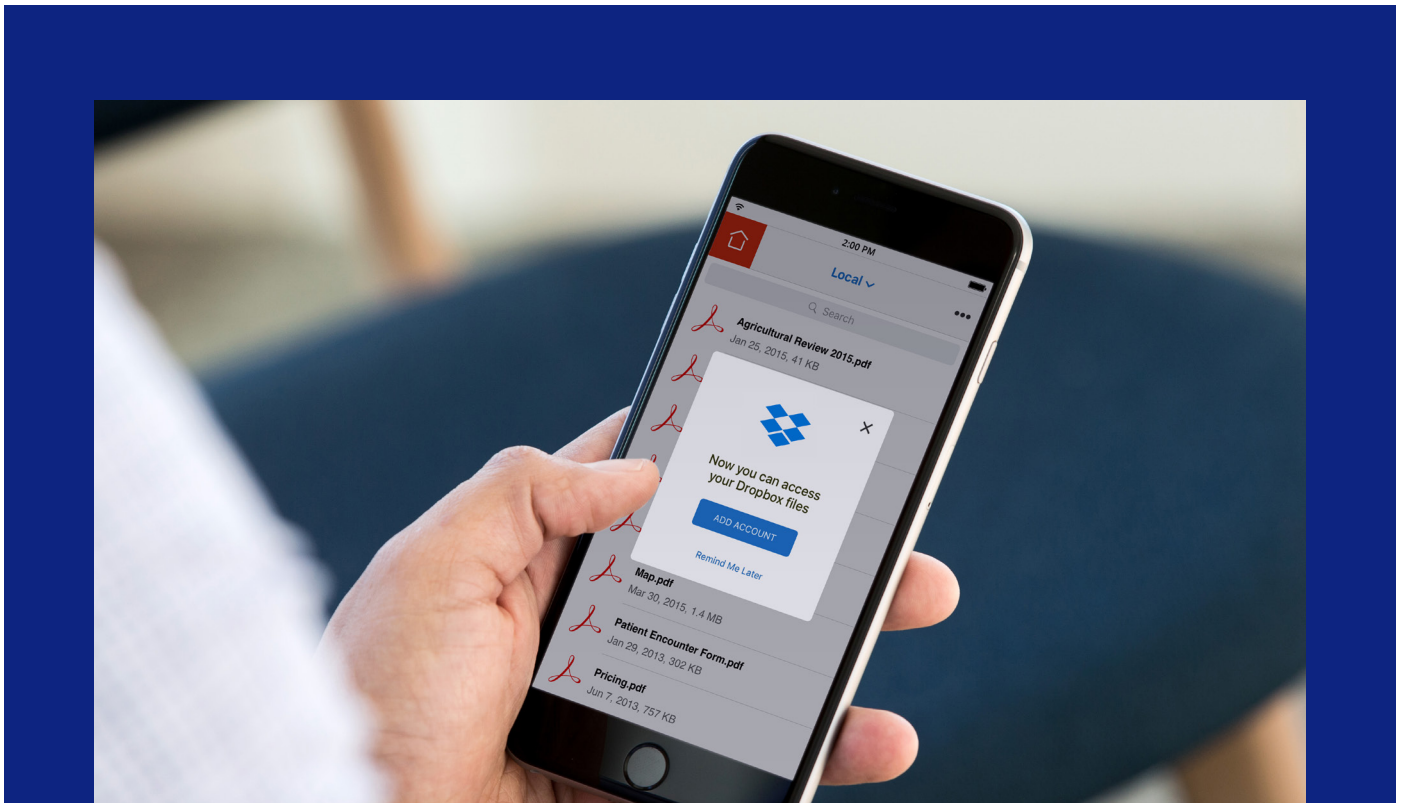 2:00 PM
Local
Search
Agricultural Review 2015.pdf
Jan 25, 2015, 41 KB
Now you can access
your Dropbox files
ADD ACCOUNT
Remind Me Later
Map.pdf
Mar 30, 2015, 1.4 MB
Patient Encounter Form.pdf
Jan 29, 2013, 302 KB
Pricing.pdf
Jun 7, 2013, 757 KB